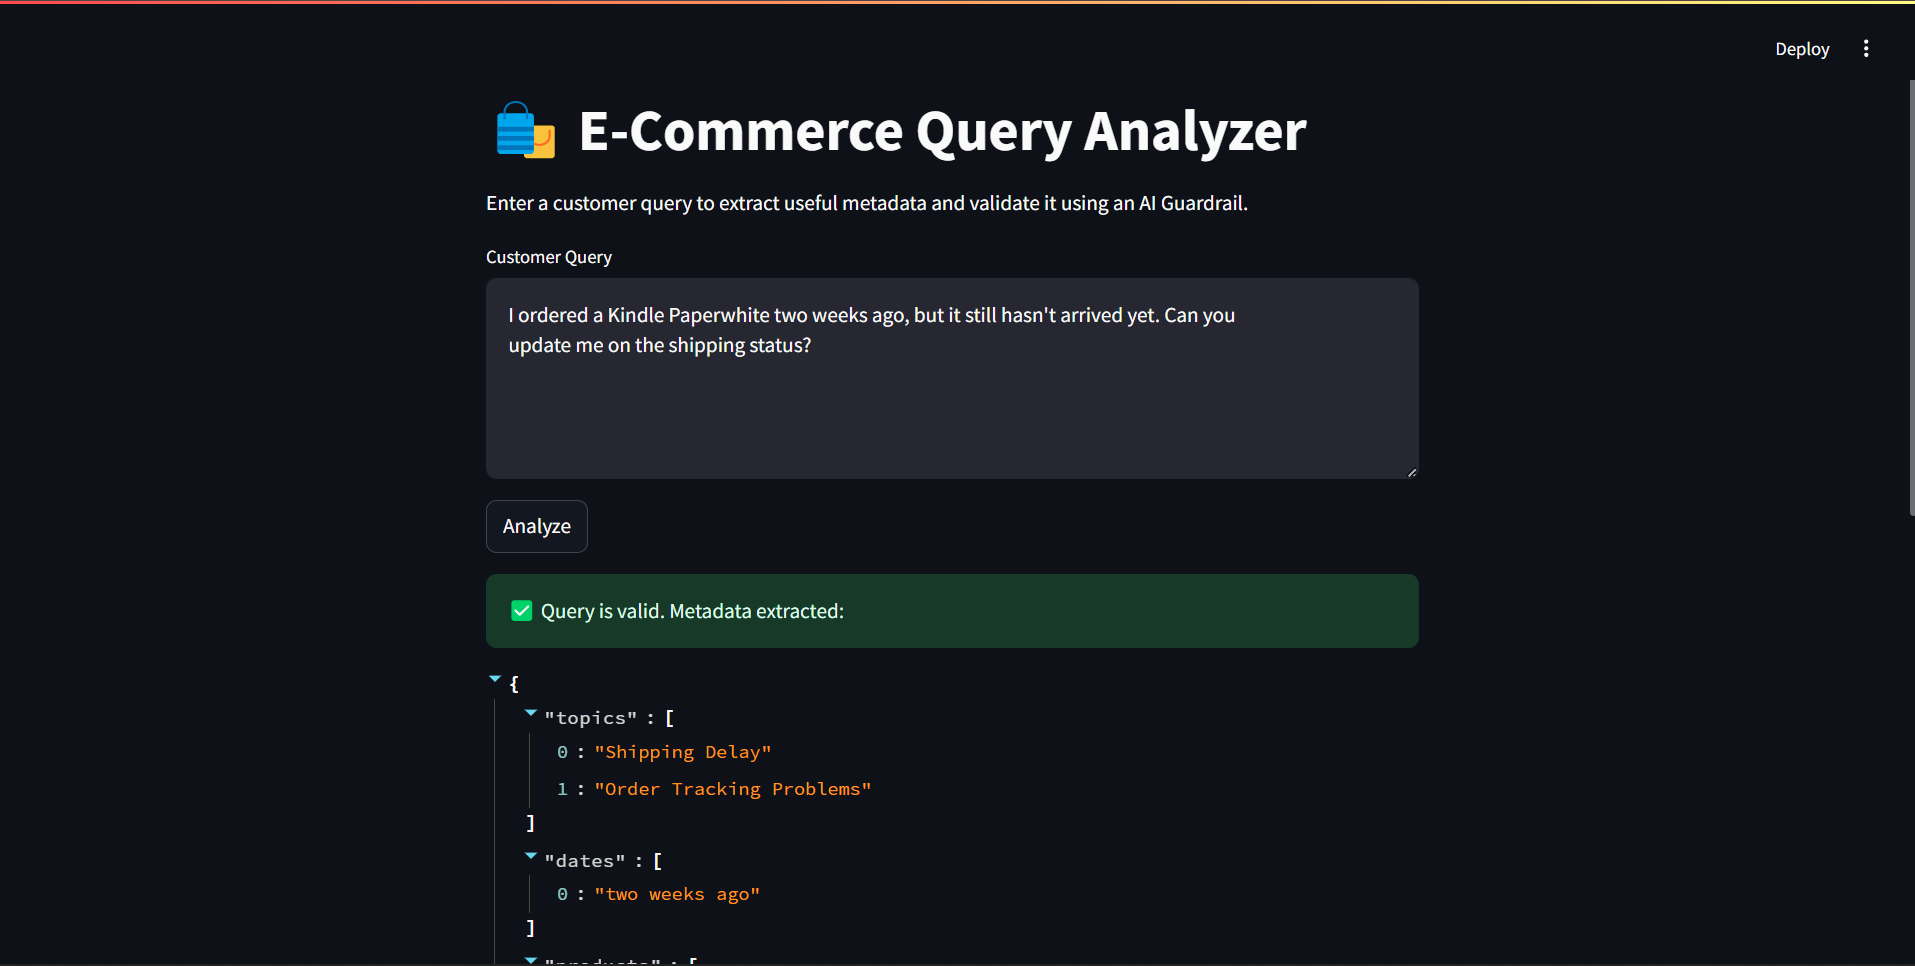 Deploy
E-Commerce Query Analyzer
Enter a customer query to extract useful metadata and validate it using an AI Guardrail.
Customer Query
I ordered a Kindle Paperwhite two weeks ago, but it still hasn't arrived yet. Can you
update me on the shipping status?
Analyze
Query is valid. Metadata extracted:
{
"topics" : [
0 : "Shipping Delay"
1 : "Order Tracking Problems"
]
"dates" : [
0 : "two weeks ago"
]
"products" : [